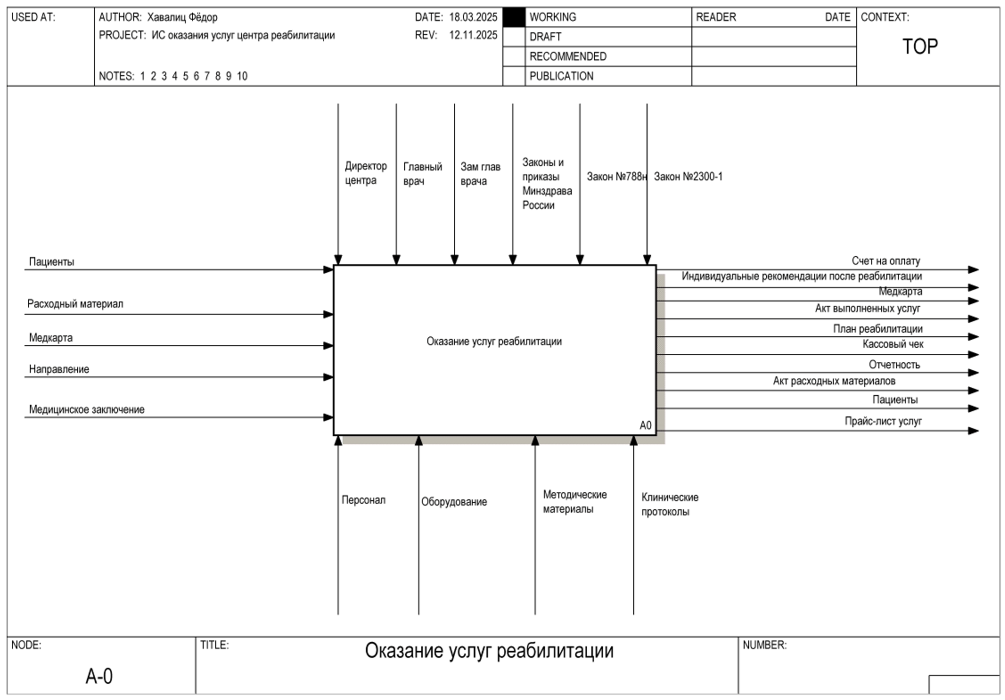 USED AT:
AUTHOR: Хавалиц Фёдор
DATE: 18.03.2025
PROJECT: ИС оказания услуг центра реабилитации
REV: 12.11.2025
NOTES: 1 2 3 4 5 6 7 8 9 10
WORKING
DRAFT
RECOMMENDED
PUBLICATION
READER
DATE
CONTEXT:
TOP
Директор
центра
Главный
врач
Зам глав
врача
Законы и
приказы
Минздрава
России
Закон №788н
Закон №2300-1
Пациенты
Расходный материал
Медкарта
Направление
Медицинское заключение
Оказание услуг реабилитации
A0
Счет на оплату
Индивидуальные рекомендации после реабилитации
Медкарта
Акт выполненных услуг
План реабилитации
Кассовый чек
Отчетность
Акт расходных материалов
Пациенты
Прайс-лист услуг
Персонал
Оборудование
Методические
материалы
Клинические
протоколы
NODE:
A-0
TITLE:
Оказание услуг реабилитации
NUMBER: